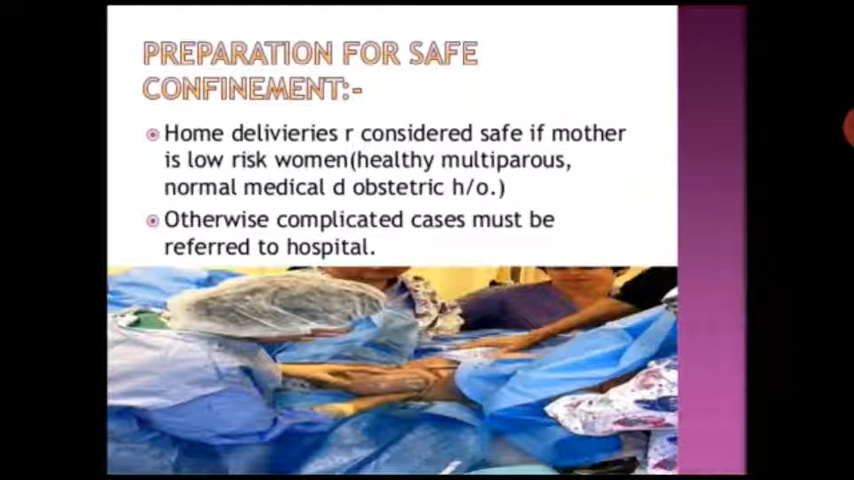 PREPARATION FOR SAFE
CONFINEMENT:-
Home delivieries r considered safe if mother
is low risk women(healthy multiparous,
normal medical d obstetric h/o.)
Otherwise complicated cases must be
referred to hospital.